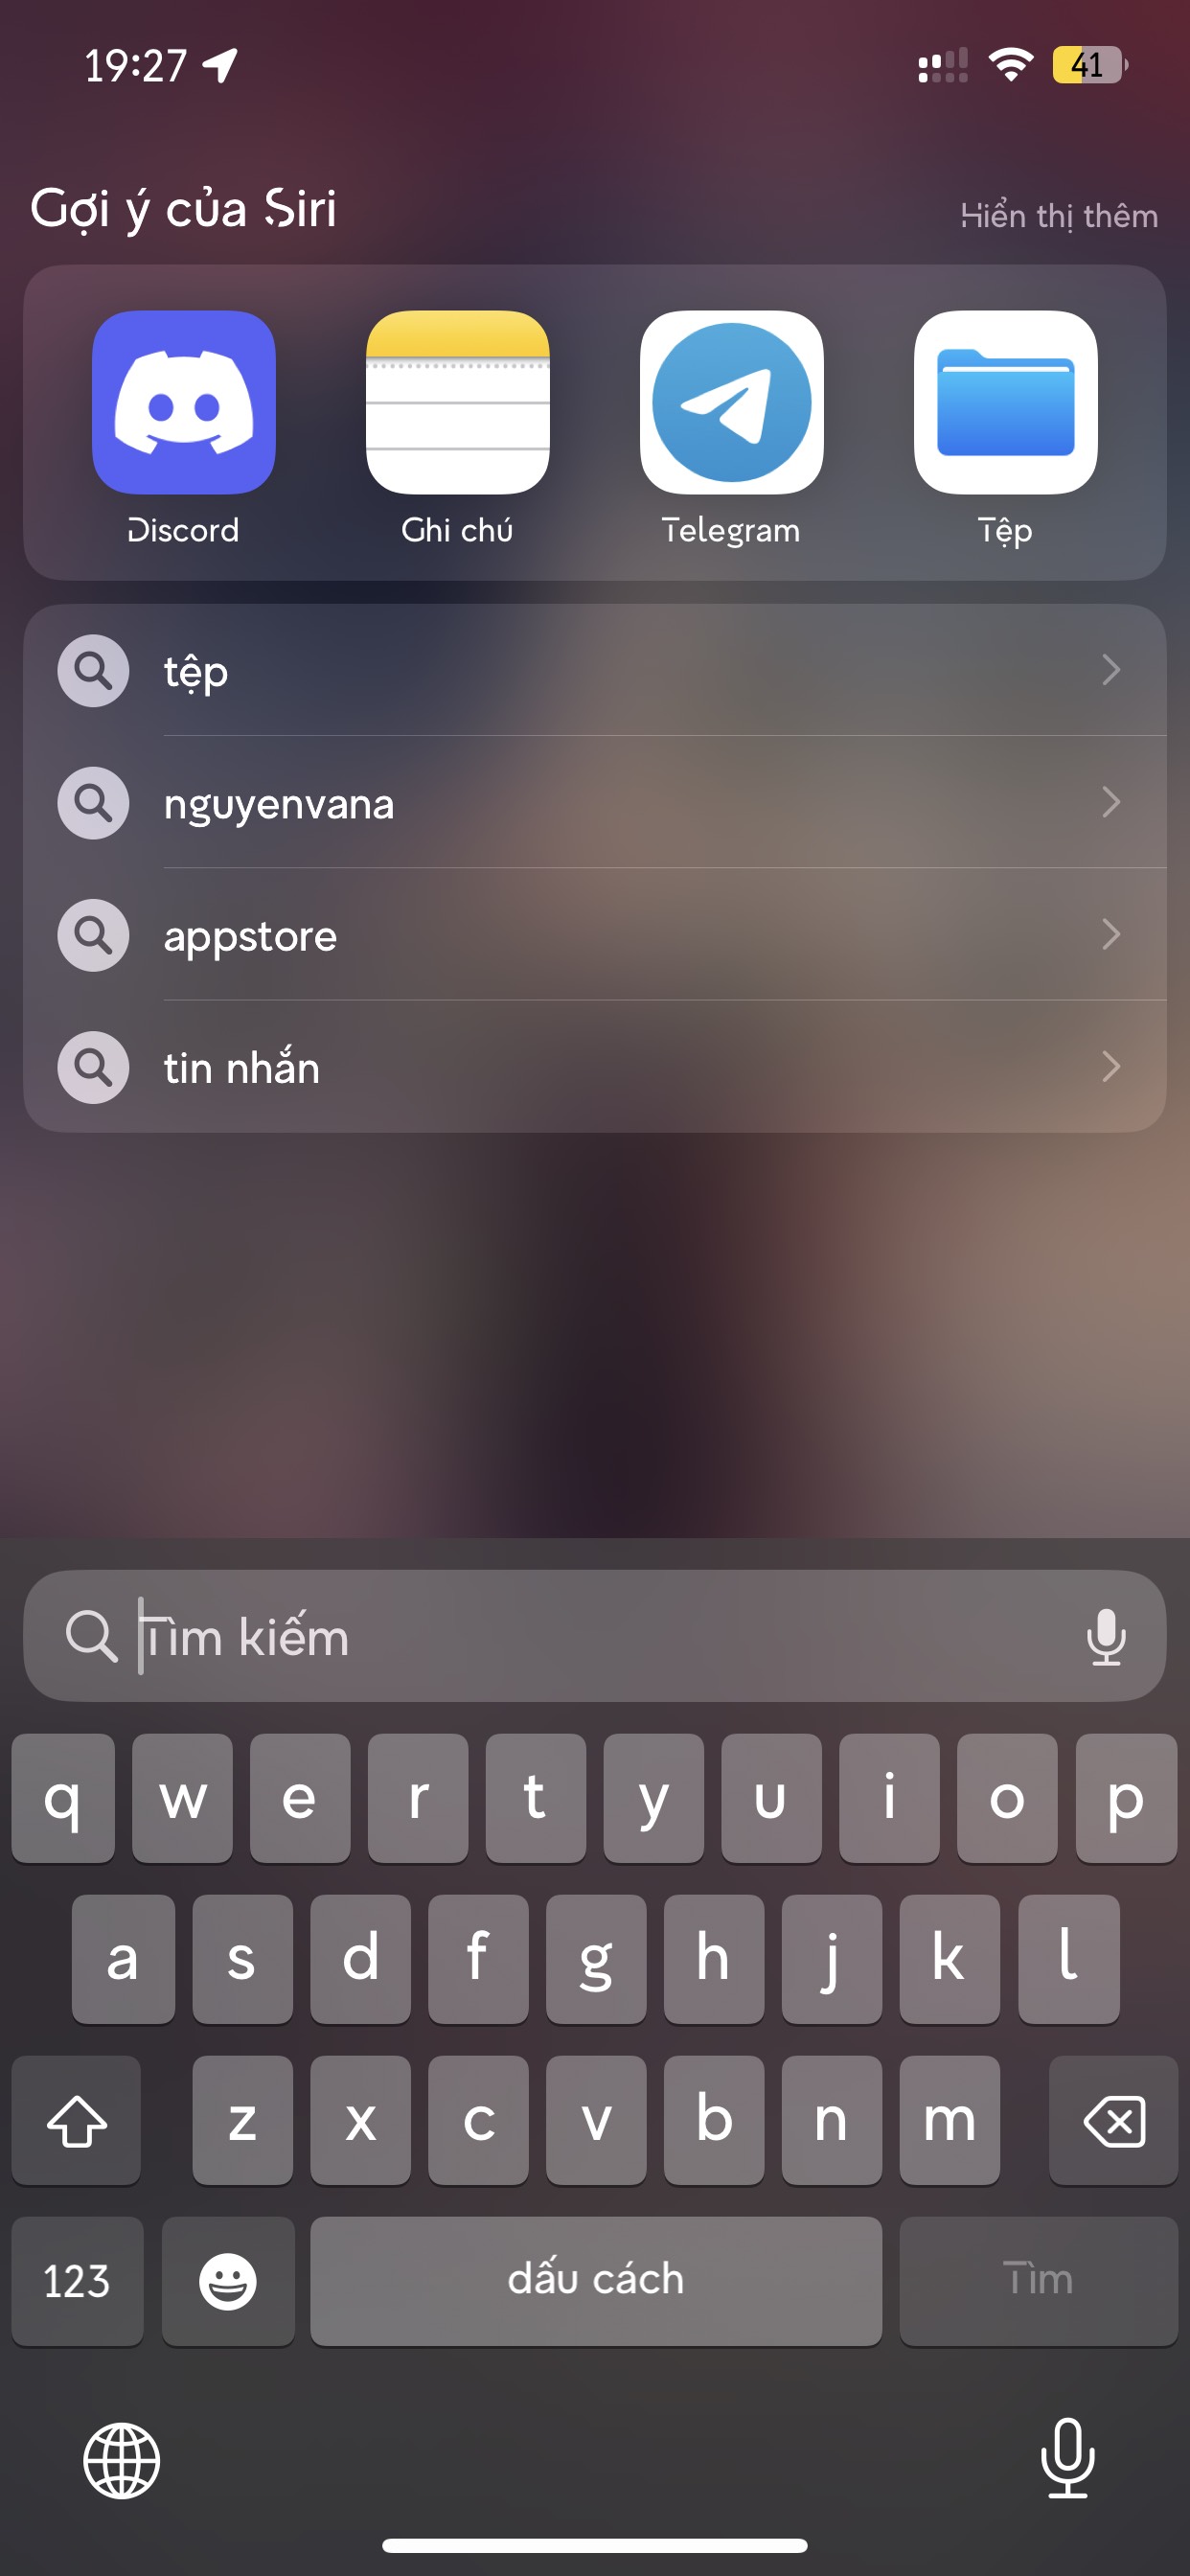 19:27
41
Gợi ý của Siri
Hiển thị thêm
Discord
Ghi chú
Telegram
Tệp
tệp
nguyenvana
appstore
tin nhắn
Tìm kiếm
q w e r t y u i o p
a s d f g h j k l
z x c v b n m
123
dấu cách
Tìm